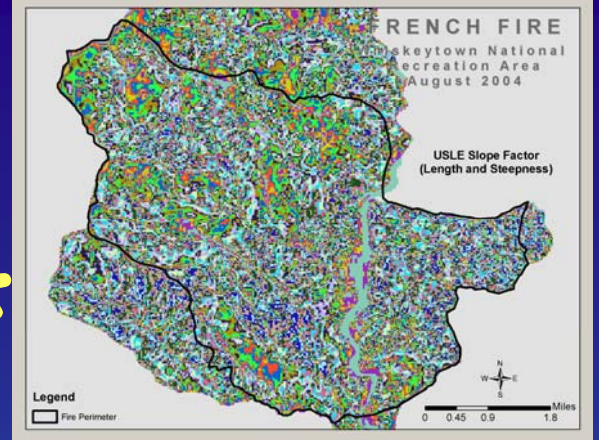 FRENCH FIRE
Whiskeytown National
Recreation Area
August 2004
USLE Slope Factor
(Length and Steepness)
N
W E
S
Legend
Fire Perimeter
Miles
0 0.45 0.9 1.8